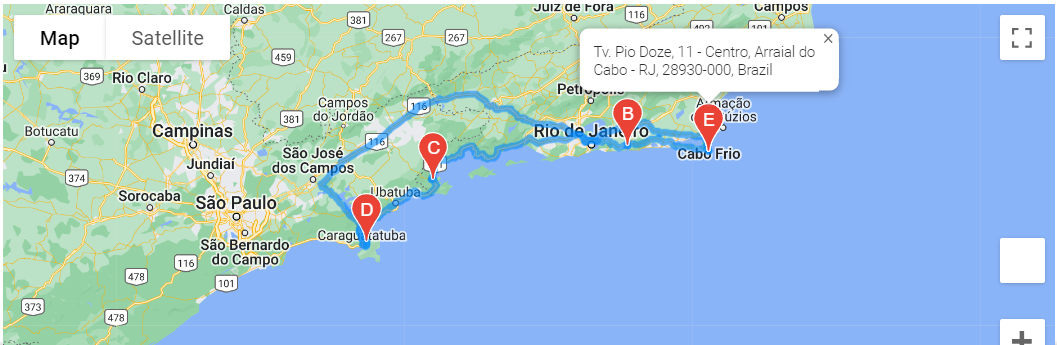 Araraquara
Caldas
Juiz de Fora
Campos
381
116
492
Map
Satellite
267
267
459
Tv. Pio Doze, 11 - Centro, Arraial do
Cabo - RJ, 28930-000, Brazil
369
Rio Claro
Campos
do Jordão
116
Petrópolis
Armação
Búzios
381
Botucatu
Campinas
116
B
E
Rio de Janeiro
C
Cabo Frio
São José
dos Campos
Jundiaí
374
Sorocaba
Ubatuba
São Paulo
D
Caraguatatuba
São Bernardo
do Campo
478
116
101
373
478